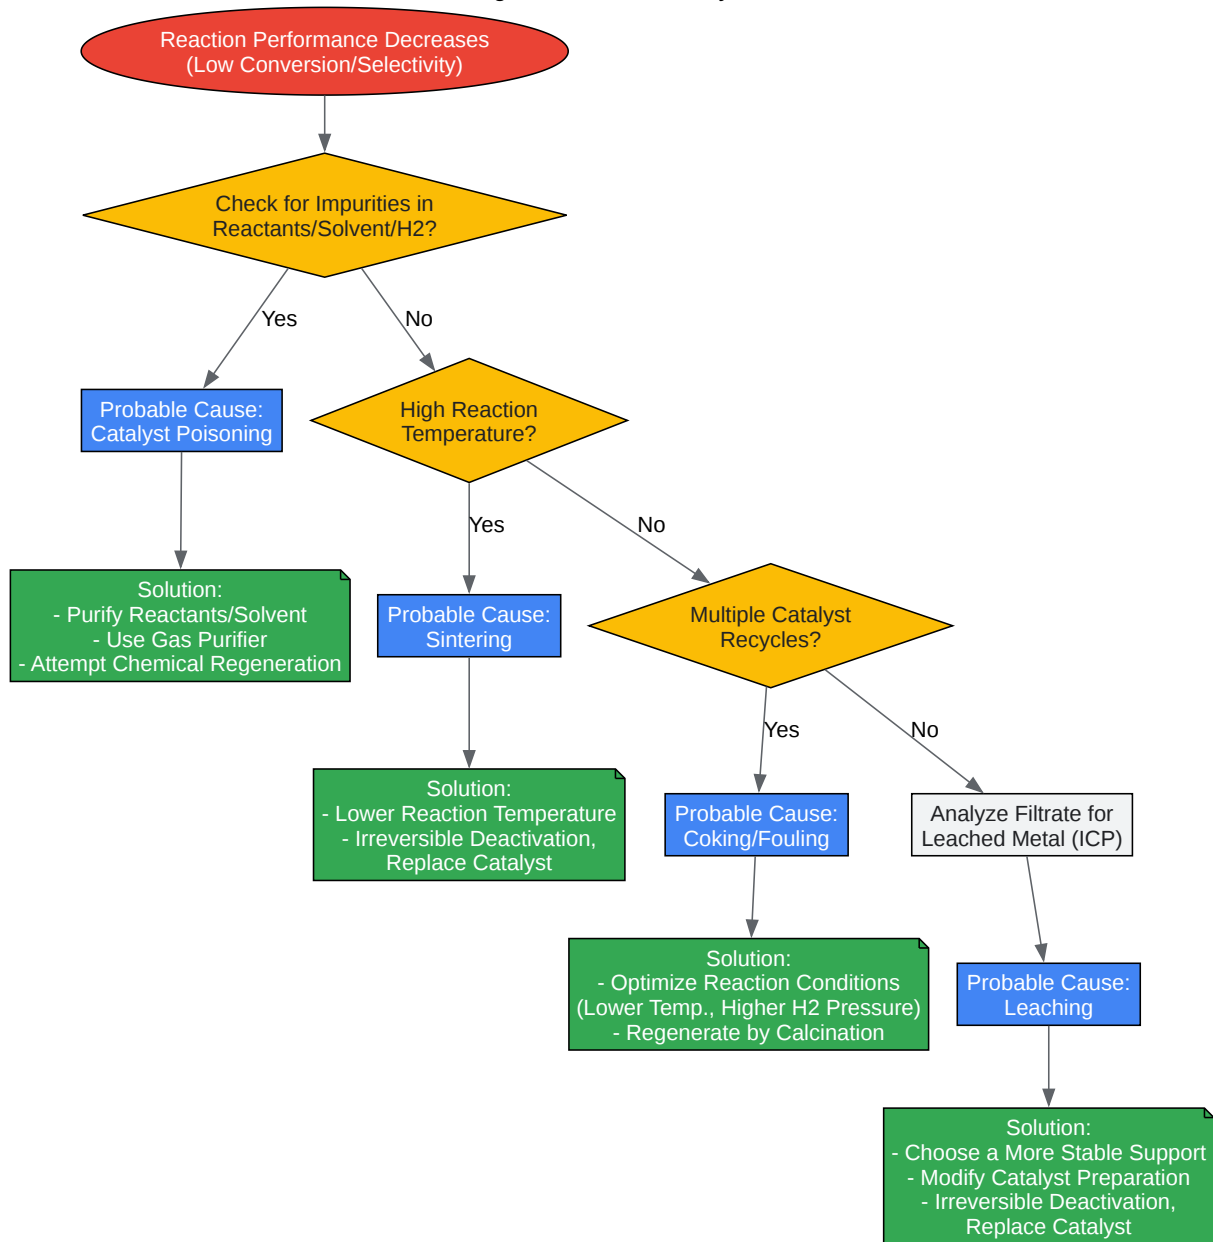 Reaction Performance Decreases
(Low Conversion/Selectivity)
Check for Impurities in
Reactants/Solvent/H2?
Yes
No
Probable Cause:
Catalyst Poisoning
High Reaction
Temperature?
Solution:
- Purify Reactants/Solvent
- Use Gas Purifier
- Attempt Chemical Regeneration
Yes
No
Probable Cause:
Sintering
Multiple Catalyst
Recycles?
Solution:
- Lower Reaction Temperature
- Irreversible Deactivation,
Replace Catalyst
Yes
No
Probable Cause:
Coking/Fouling
Analyze Filtrate for
Leached Metal (ICP)
Solution:
- Optimize Reaction Conditions
(Lower Temp., Higher H2 Pressure)
- Regenerate by Calcination
Probable Cause:
Leaching
Solution:
- Choose a More Stable Support
- Modify Catalyst Preparation
- Irreversible Deactivation,
Replace Catalyst